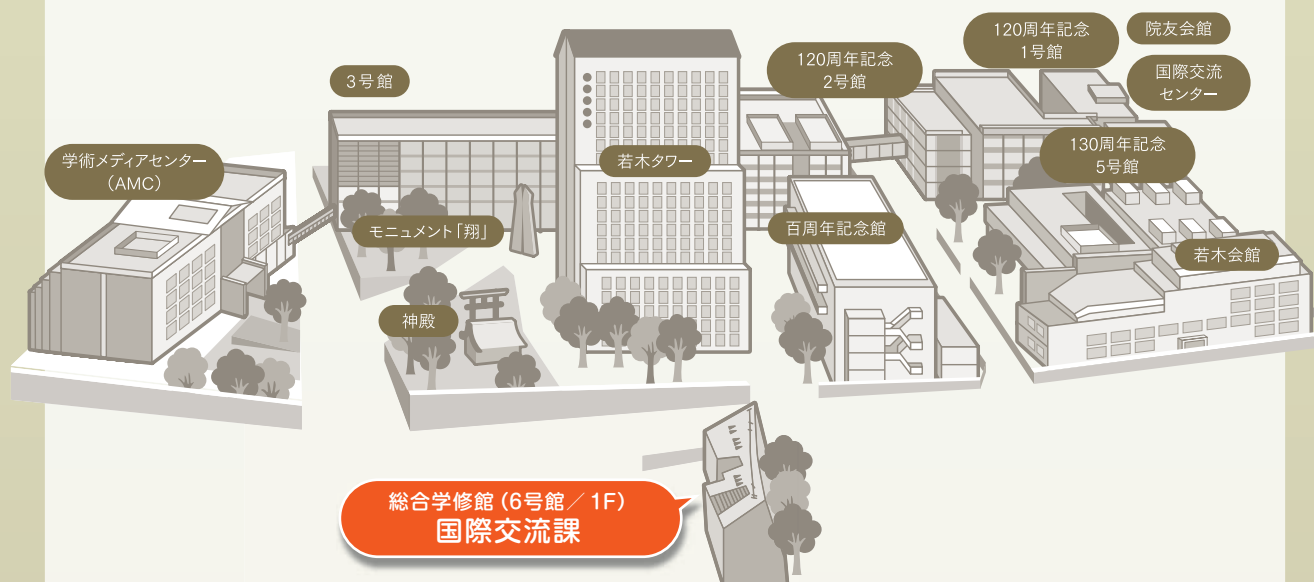 120周年記念
1号館
院友会館
120周年記念
2号館
国際交流
センター
3号館
学術メディアセンター
（AMC）
若木タワー
130周年記念
5号館
モニュメント「翔」
百周年記念館
若木会館
神殿
総合学修館（6号館／1F）
国際交流課